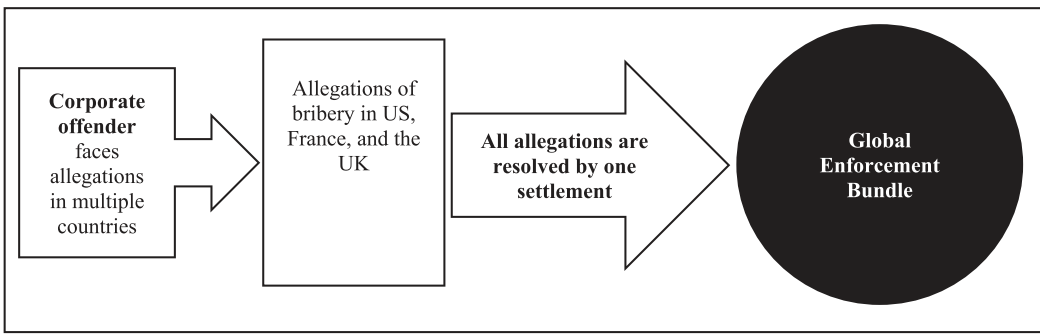 Corporate
offender
faces
allegations
in multiple
countries
Allegations of
bribery in US,
France, and the
UK
All allegations are
resolved by one
settlement
Global
Enforcement
Bundle